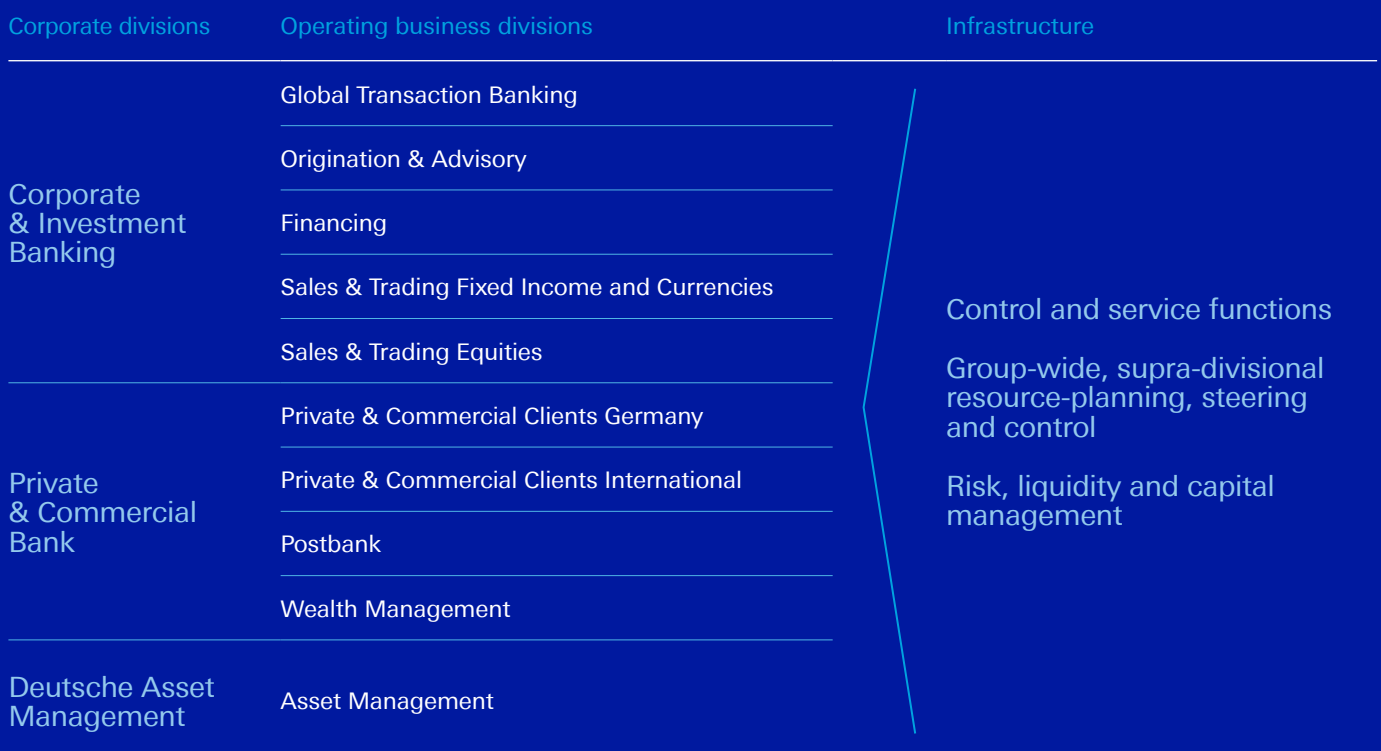 Corporate divisions
Operating business divisions
Infrastructure
Corporate
& Investment
Banking
Global Transaction Banking
Origination & Advisory
Financing
Sales & Trading Fixed Income and Currencies
Sales & Trading Equities
Private
& Commercial
Bank
Private & Commercial Clients Germany
Private & Commercial Clients International
Postbank
Wealth Management
Deutsche Asset
Management
Asset Management
Control and service functions
Group-wide, supra-divisional
resource-planning, steering
and control
Risk, liquidity and capital
management